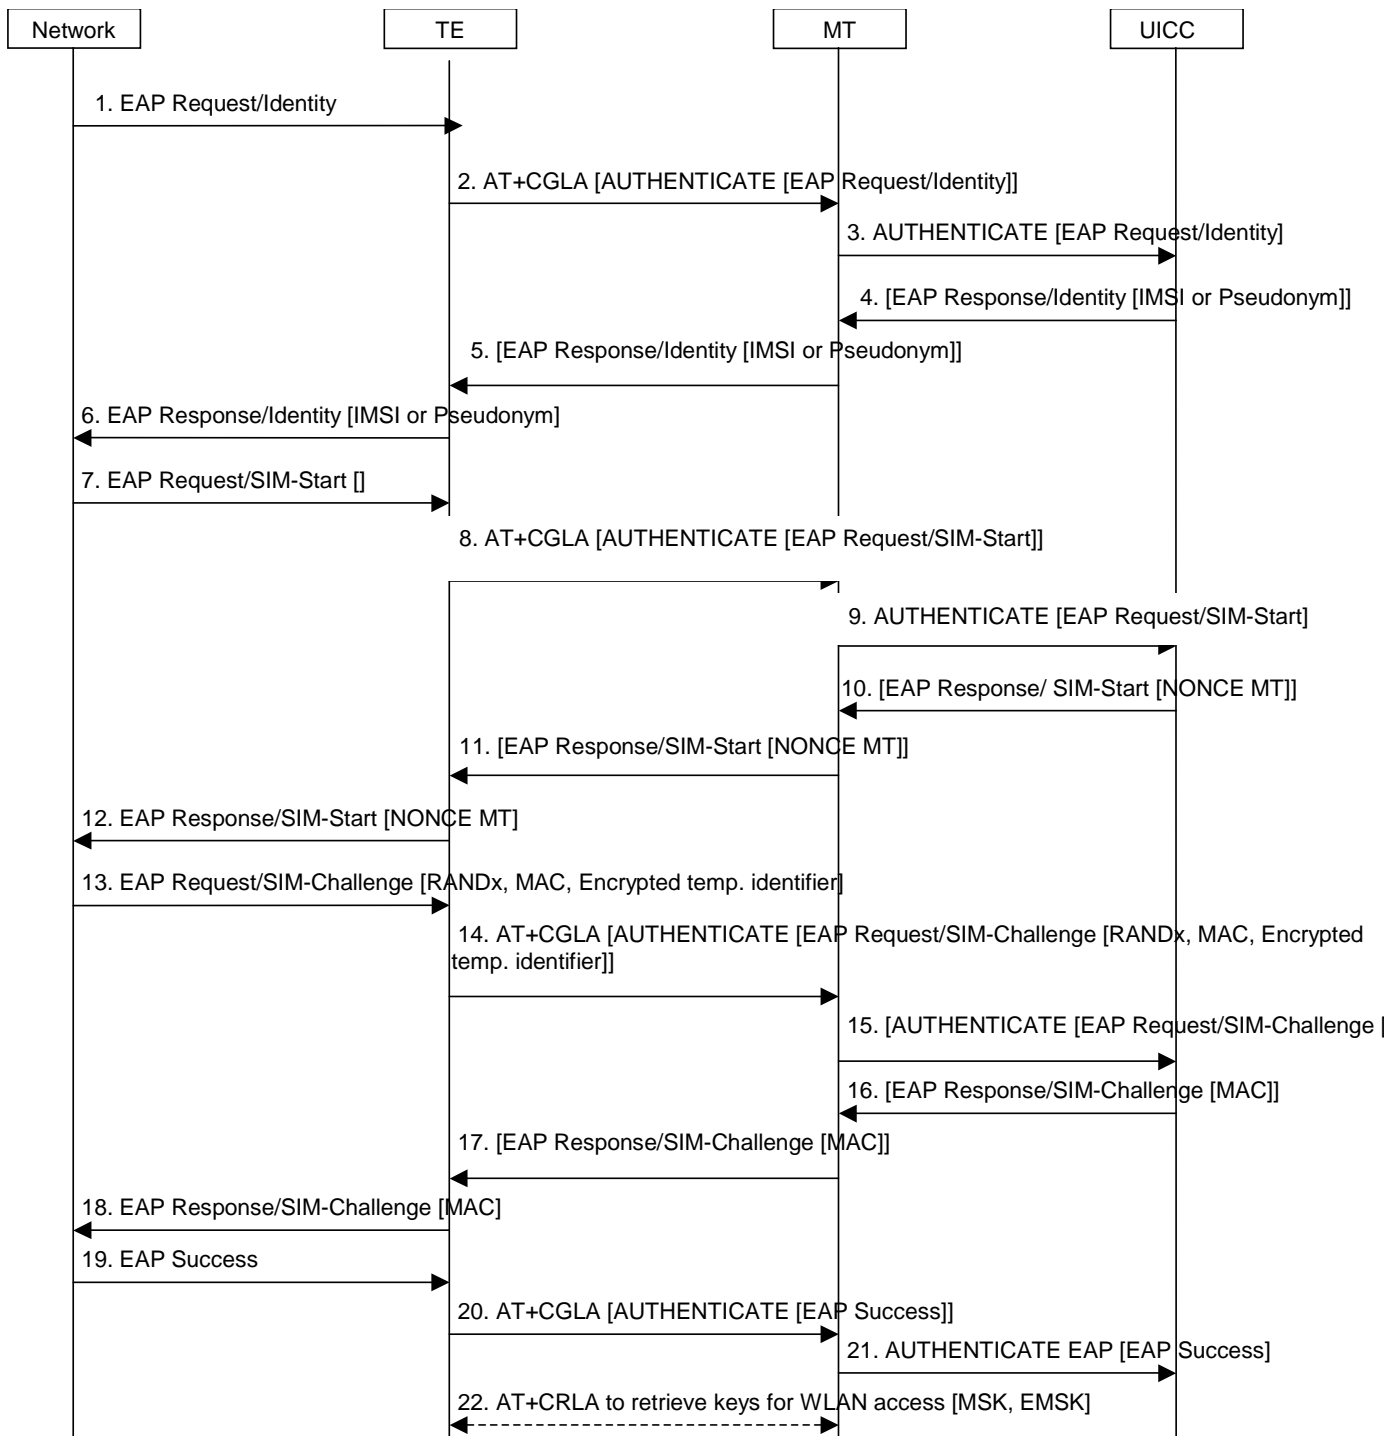 Network
TE
MT
UICC
1. EAP Request/Identity
2. AT+CGLA [AUTHENTICATE [EAP Request/Identity]]
3. AUTHENTICATE [EAP Request/Identity]
4. [EAP Response/Identity [IMSI or Pseudonym]]
5. [EAP Response/Identity [IMSI or Pseudonym]]
6. EAP Response/Identity [IMSI or Pseudonym]
7. EAP Request/SIM-Start []
8. AT+CGLA [AUTHENTICATE [EAP Request/SIM-Start]]
9. AUTHENTICATE [EAP Request/SIM-Start]
10. [EAP Response/ SIM-Start [NONCE MT]]
11. [EAP Response/SIM-Start [NONCE MT]]
12. EAP Response/SIM-Start [NONCE MT]
13. EAP Request/SIM-Challenge [RANDx, MAC, Encrypted temp. identifier]
14. AT+CGLA [AUTHENTICATE [EAP Request/SIM-Challenge [RANDx, MAC, Encrypted
temp. identifier]]
15. [AUTHENTICATE [EAP Request/SIM-Challenge [
16. [EAP Response/SIM-Challenge [MAC]]
17. [EAP Response/SIM-Challenge [MAC]]
18. EAP Response/SIM-Challenge [MAC]
19. EAP Success
20. AT+CGLA [AUTHENTICATE [EAP Success]]
21. AUTHENTICATE EAP [EAP Success]
22. AT+CRLA to retrieve keys for WLAN access [MSK, EMSK]